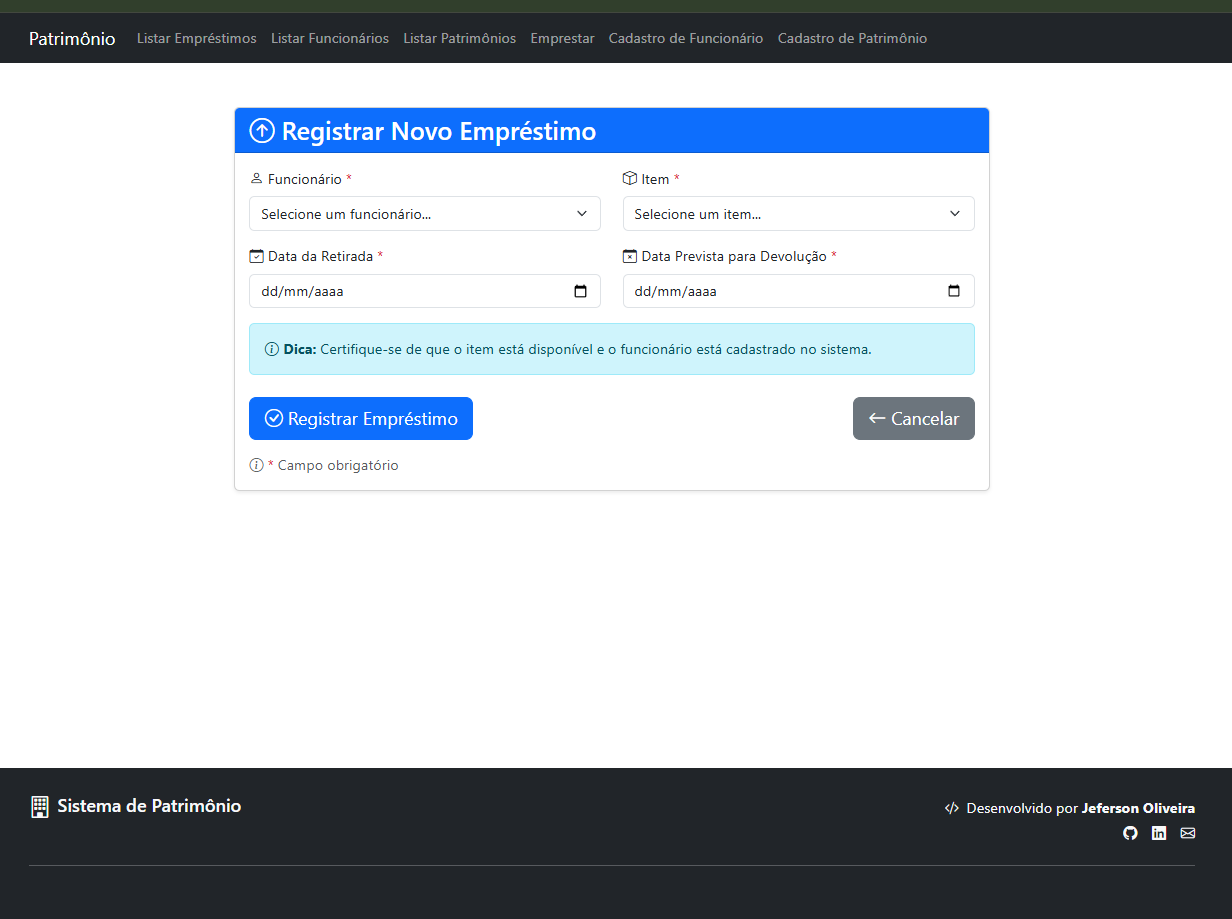 Patrimônio Listar Empréstimos Listar Funcionários Listar Patrimônios Emprestar Cadastro de Funcionário Cadastro de Patrimônio
Registrar Novo Empréstimo
Funcionário * Item *
Selecione um funcionário... Selecione um item...
Data da Retirada * Data Prevista para Devolução *
dd/mm/aaaa dd/mm/aaaa
Dica: Certifique-se de que o item está disponível e o funcionário está cadastrado no sistema.
Registrar Empréstimo Cancelar
* Campo obrigatório
Sistema de Patrimônio Desenvolvido por Jeferson Oliveira